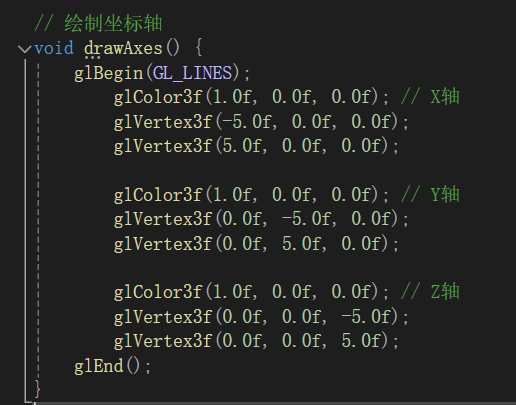 // 绘制坐标轴
void drawAxes() {
glBegin(GL_LINES);
glColor3f(1.0f, 0.0f, 0.0f); // X轴
glVertex3f(-5.0f, 0.0f, 0.0f);
glVertex3f(5.0f, 0.0f, 0.0f);
glColor3f(1.0f, 0.0f, 0.0f); // Y轴
glVertex3f(0.0f, -5.0f, 0.0f);
glVertex3f(0.0f, 5.0f, 0.0f);
glColor3f(1.0f, 0.0f, 0.0f); // Z轴
glVertex3f(0.0f, 0.0f, -5.0f);
glVertex3f(0.0f, 0.0f, 5.0f);
glEnd();
}